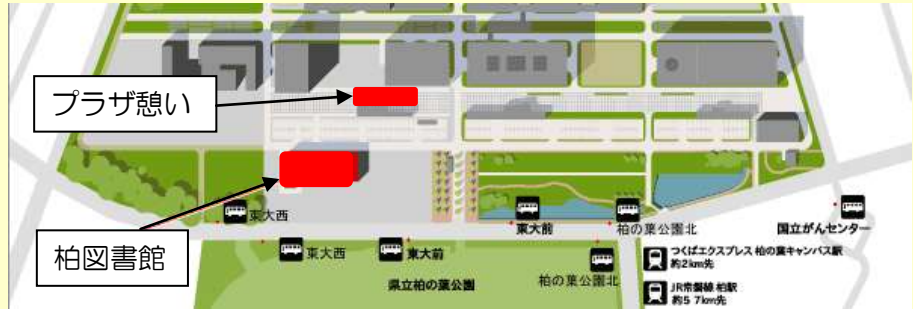 プラザ憩い
柏図書館
東大西
東大前
柏の葉公園北
国立がんセンター
東大西
東大前
県立柏の葉公園
柏の葉公園北
つくばエクスプレス 柏の葉キャンパス駅
約2km先
JR常磐線 柏駅
約5 7km先